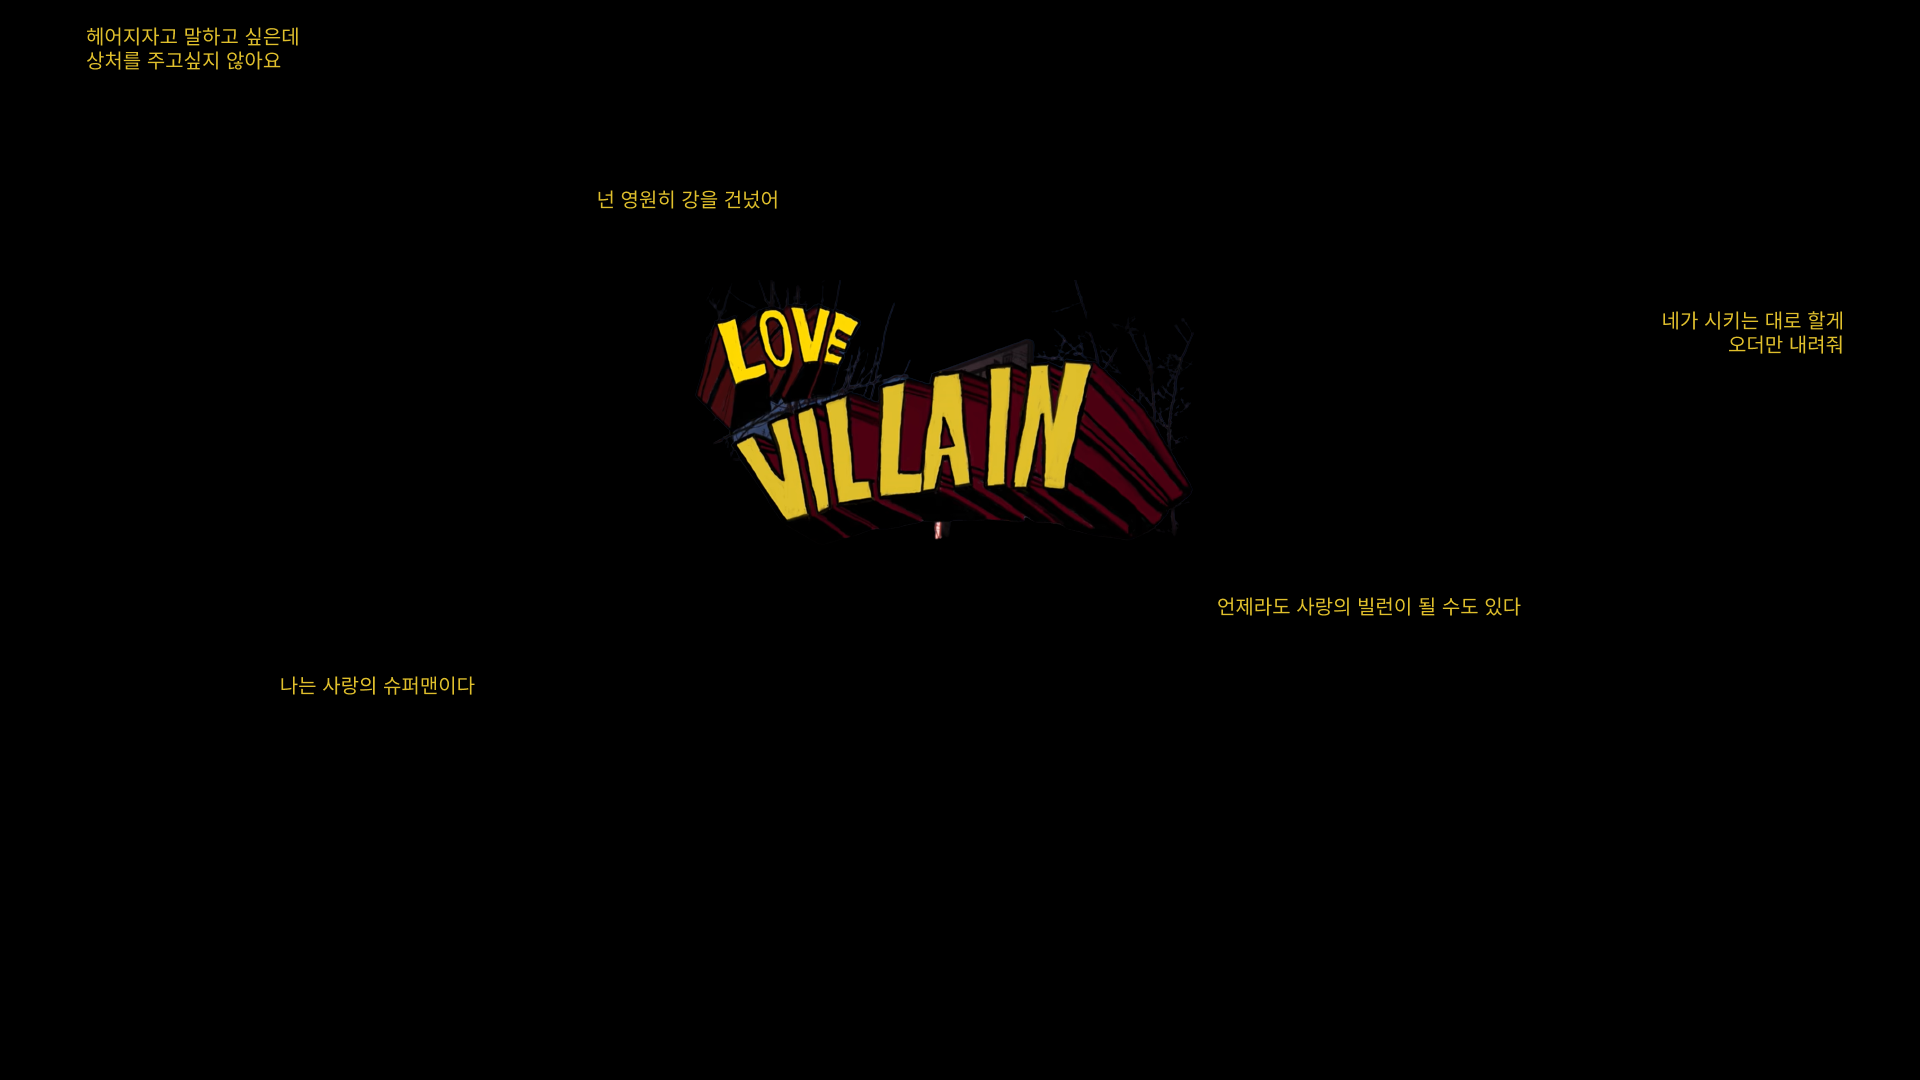 헤어지자고 말하고 싶은데
상처를 주고싶지 않아요
넌 영원히 강을 건넜어
LOVE
VILLAIN
네가 시키는 대로 할게
오더만 내려줘
언제라도 사랑의 빌런이 될 수도 있다
나는 사랑의 슈퍼맨이다